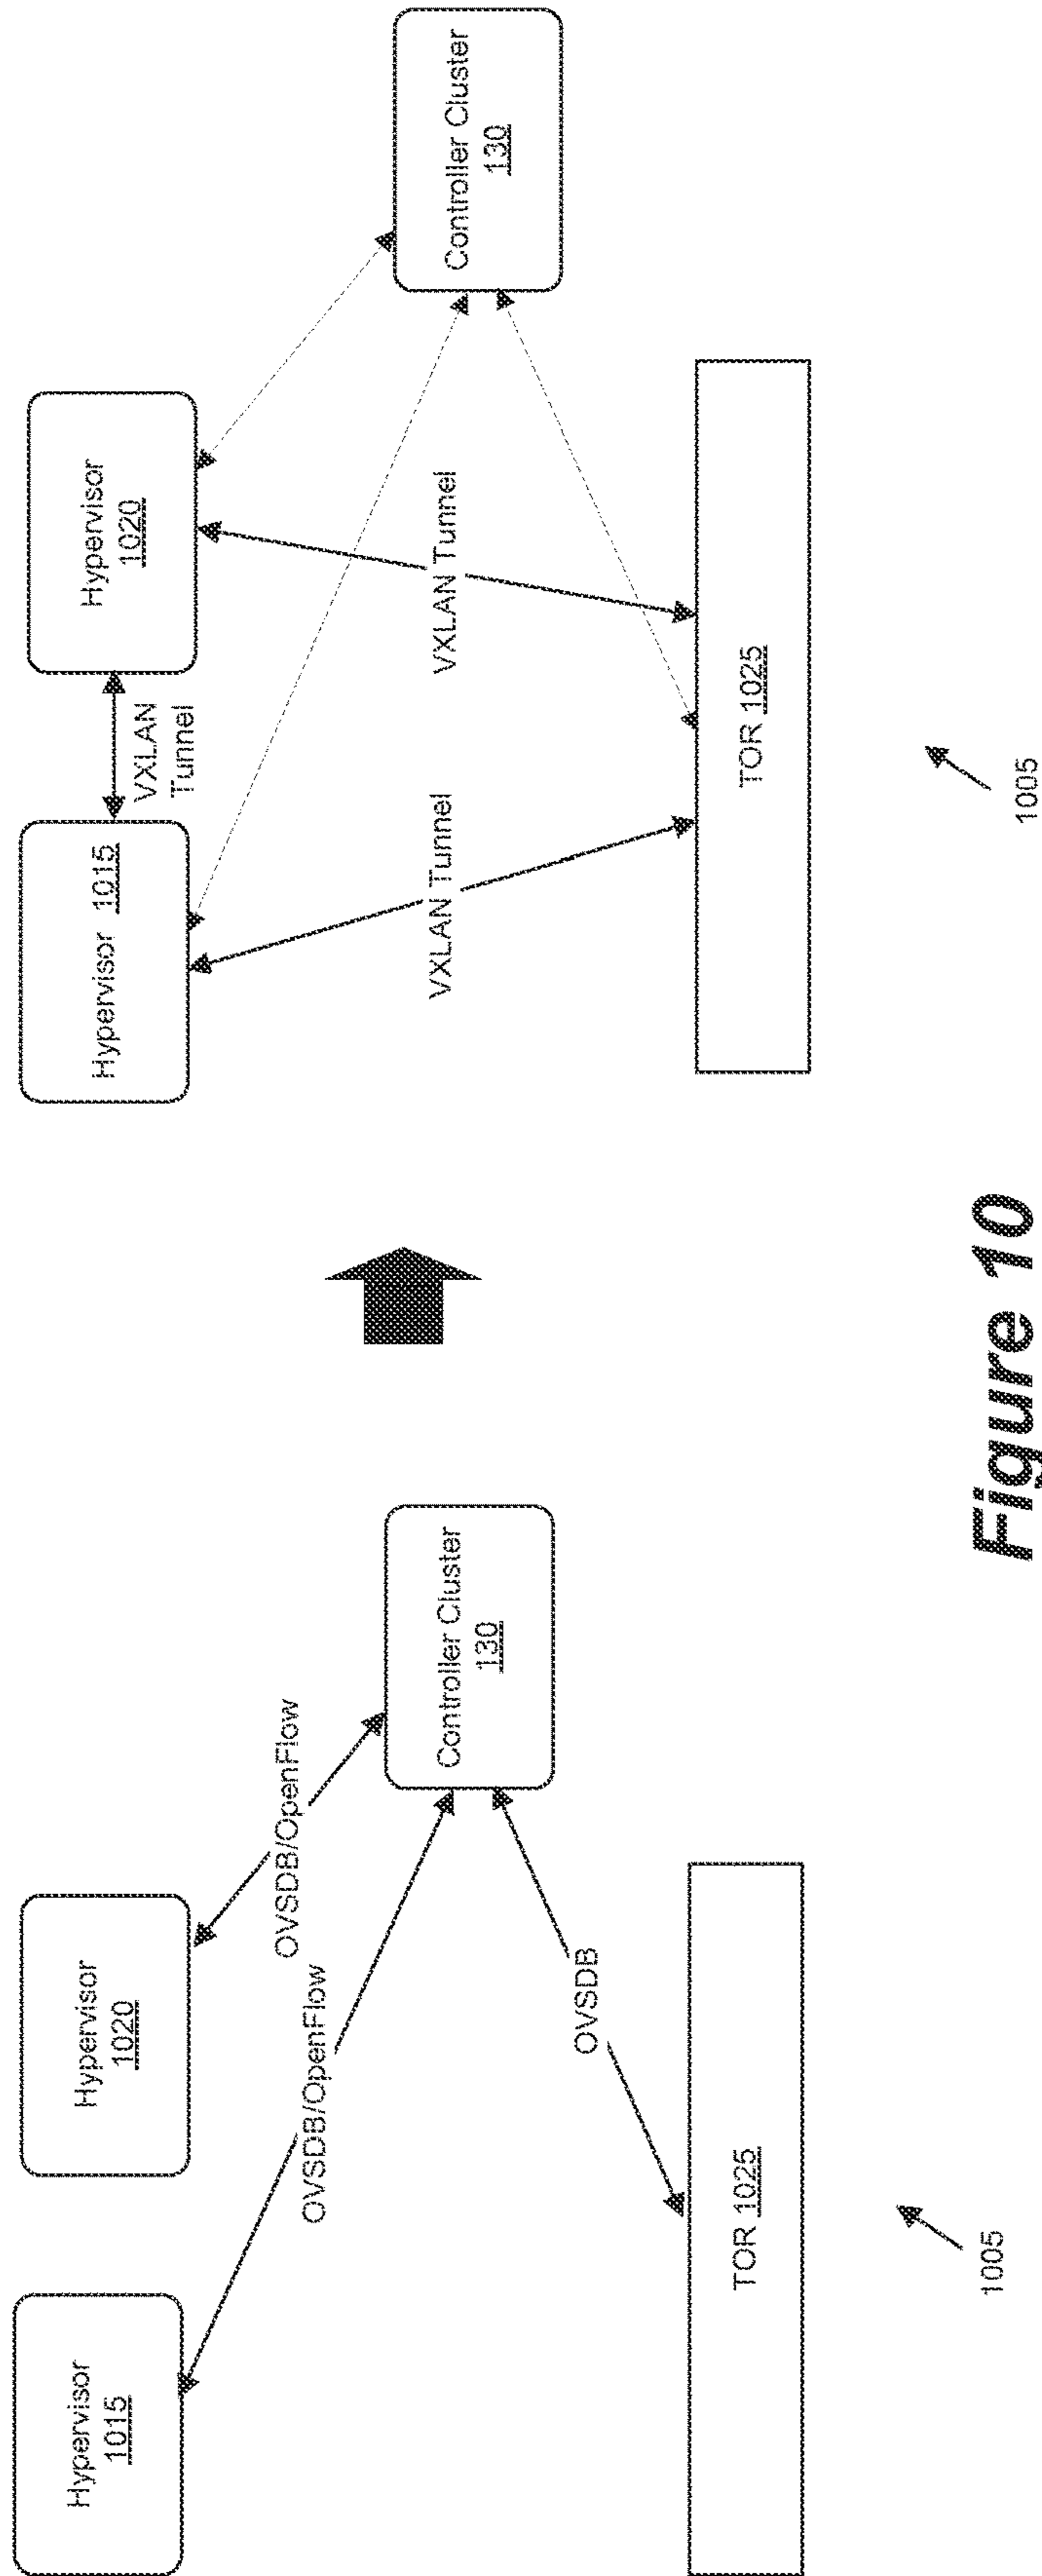 Hypervisor
1015
Hypervisor
1020
OVSDB/OpenFlow
OVSDB/OpenFlow
Controller Cluster
130
OVSDB
TOR 1025
1005
Hypervisor 1015
VXLAN
Tunnel
Hypervisor
1020
Controller Cluster
130
VXLAN Tunnel
VXLAN Tunnel
TOR 1025
1005
Figure 10